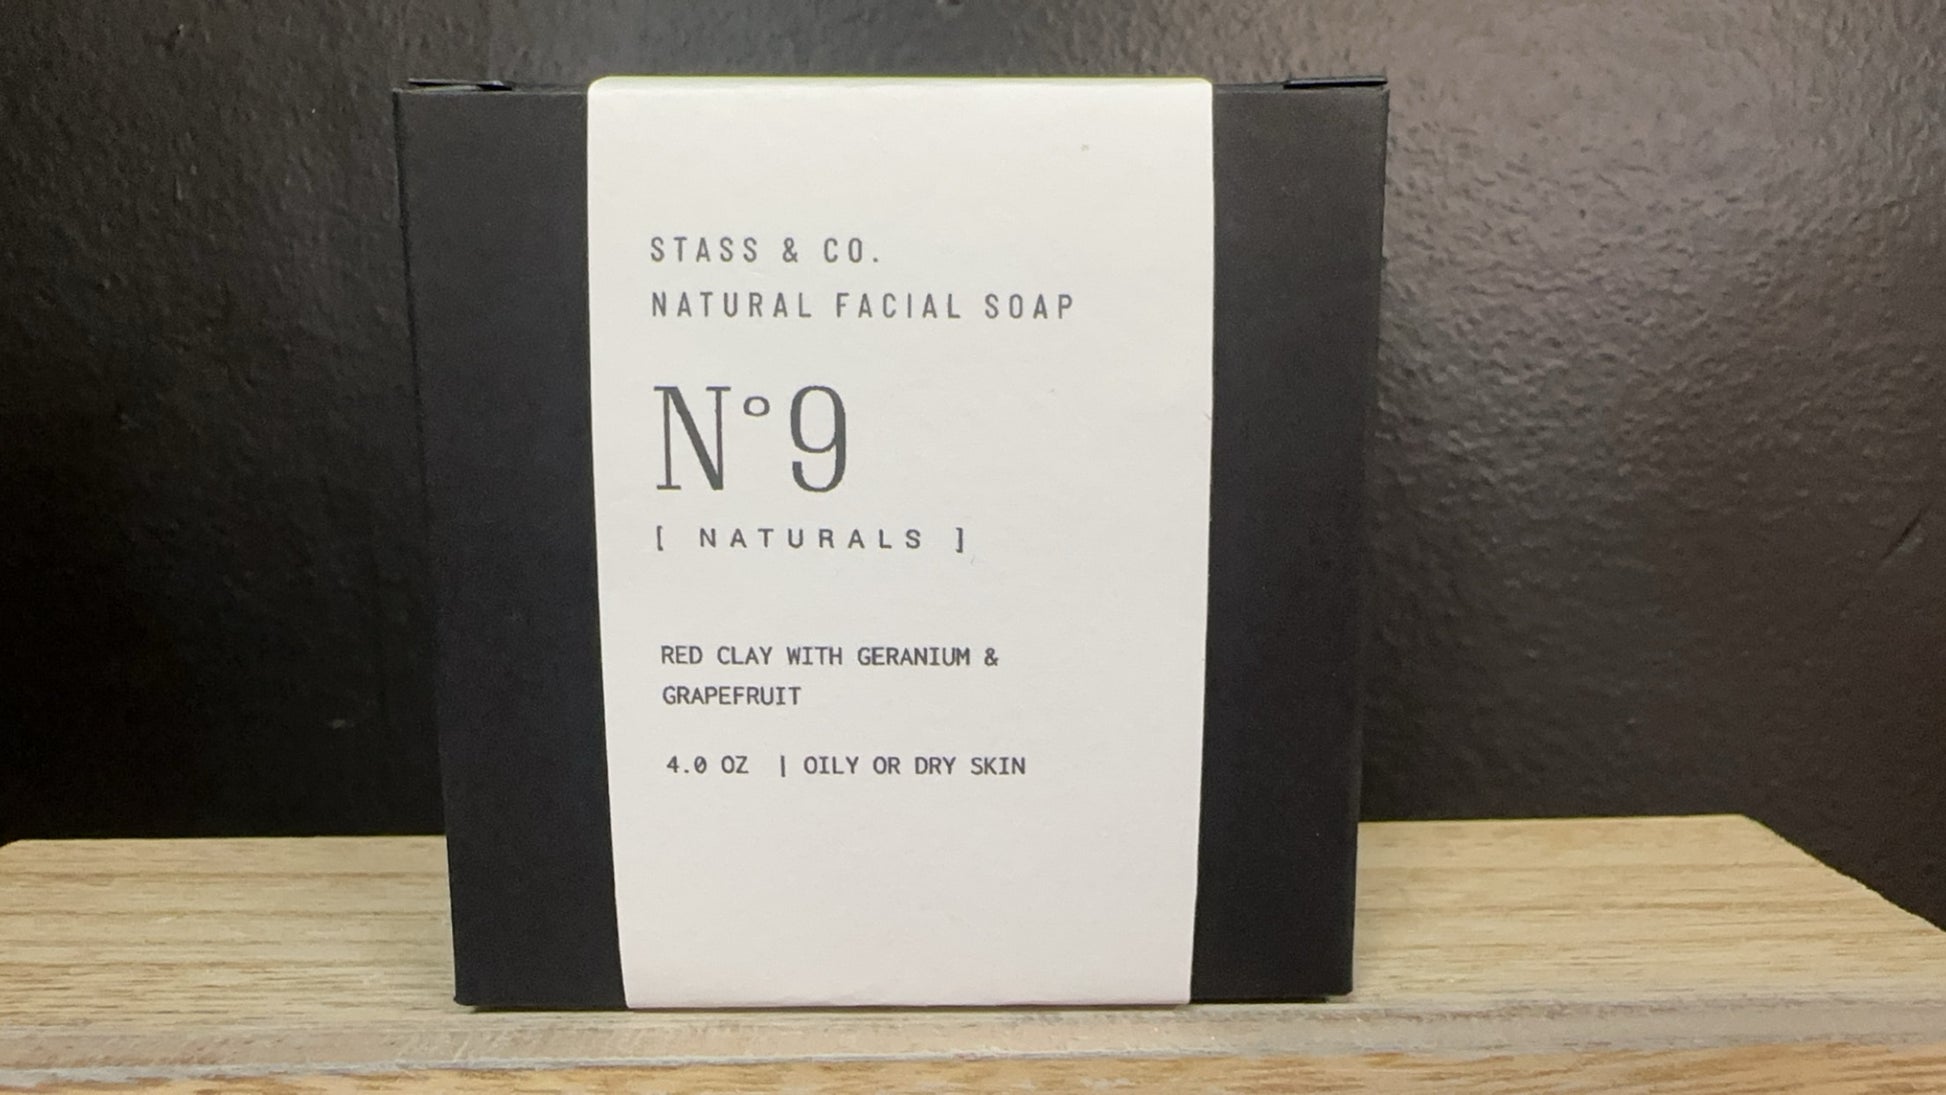 STASS & CO.
NATURAL FACIAL SOAP
N°9
[ NATURALS ]
RED CLAY WITH GERANIUM &
GRAPEFRUIT
4.0 OZ | OILY OR DRY SKIN